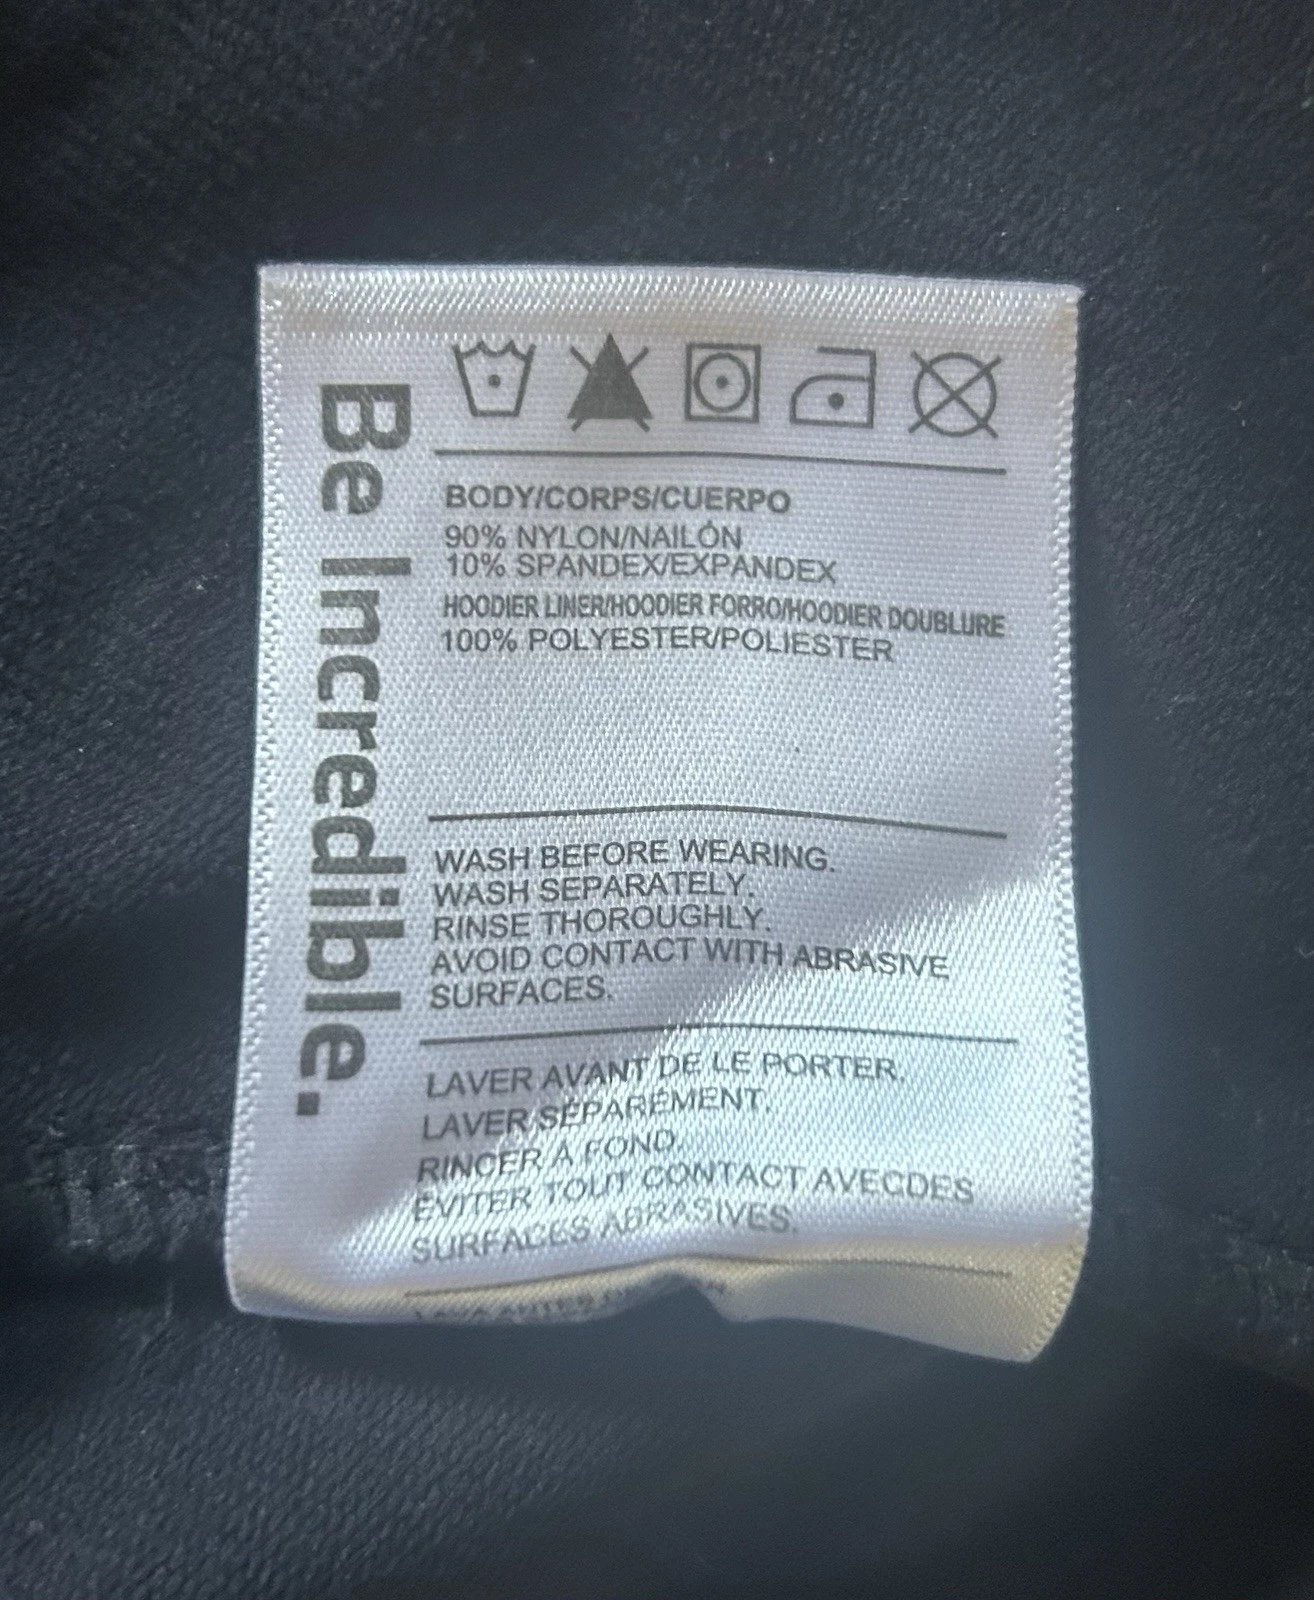 Be Incredible.
BODY/CORPS/CUERPO
90% NYLON/NAILÓN
10% SPANDEX/EXPANDEX
HOODIER LINER/HOODIER FORRO/HOODIER DOUBLURE
100% POLYESTER/POLIESTER
WASH BEFORE WEARING.
WASH SEPARATELY.
RINSE THOROUGHLY.
AVOID CONTACT WITH ABRASIVE
SURFACES.
LAVER AVANT DE LE PORTER.
LAVER SÉPARÉMENT.
RINCER À FOND.
ÉVITER TOUT CONTACT AVECDES
SURFACES ABRASIVES.